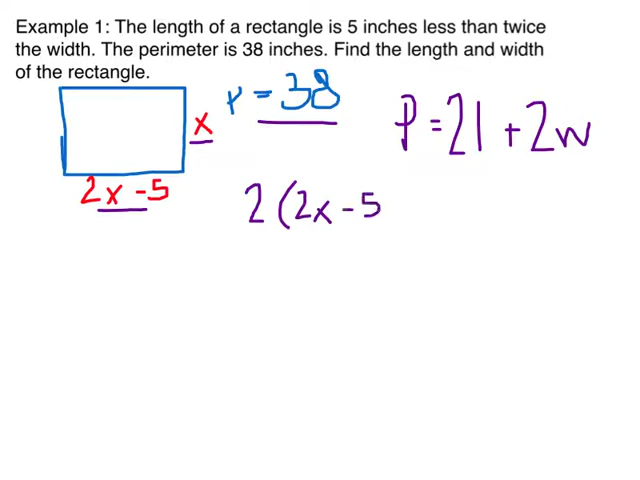 Example 1: The length of a rectangle is 5 inches less than twice
the width. The perimeter is 38 inches. Find the length and width
of the rectangle.
P = 38
P = 2l + 2w
x
2x - 5
2 (2x - 5